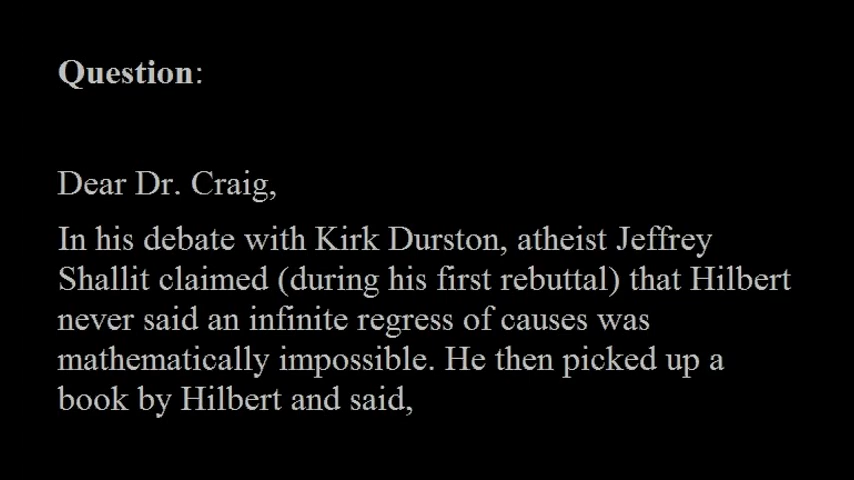 Question:
Dear Dr. Craig,
In his debate with Kirk Durston, atheist Jeffrey
Shallit claimed (during his first rebuttal) that Hilbert
never said an infinite regress of causes was
mathematically impossible. He then picked up a
book by Hilbert and said,